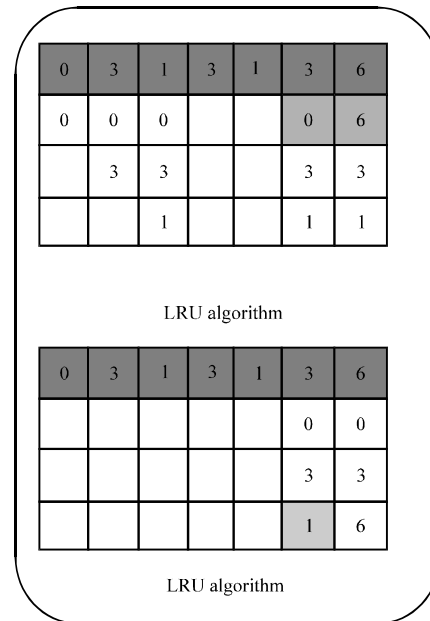 0 3 1 3 1 3 6
0 0 0 0 6
3 3 3 3
1 1 1
LRU algorithm
0 3 1 3 1 3 6
0 0
3 3
1 6
LRU algorithm